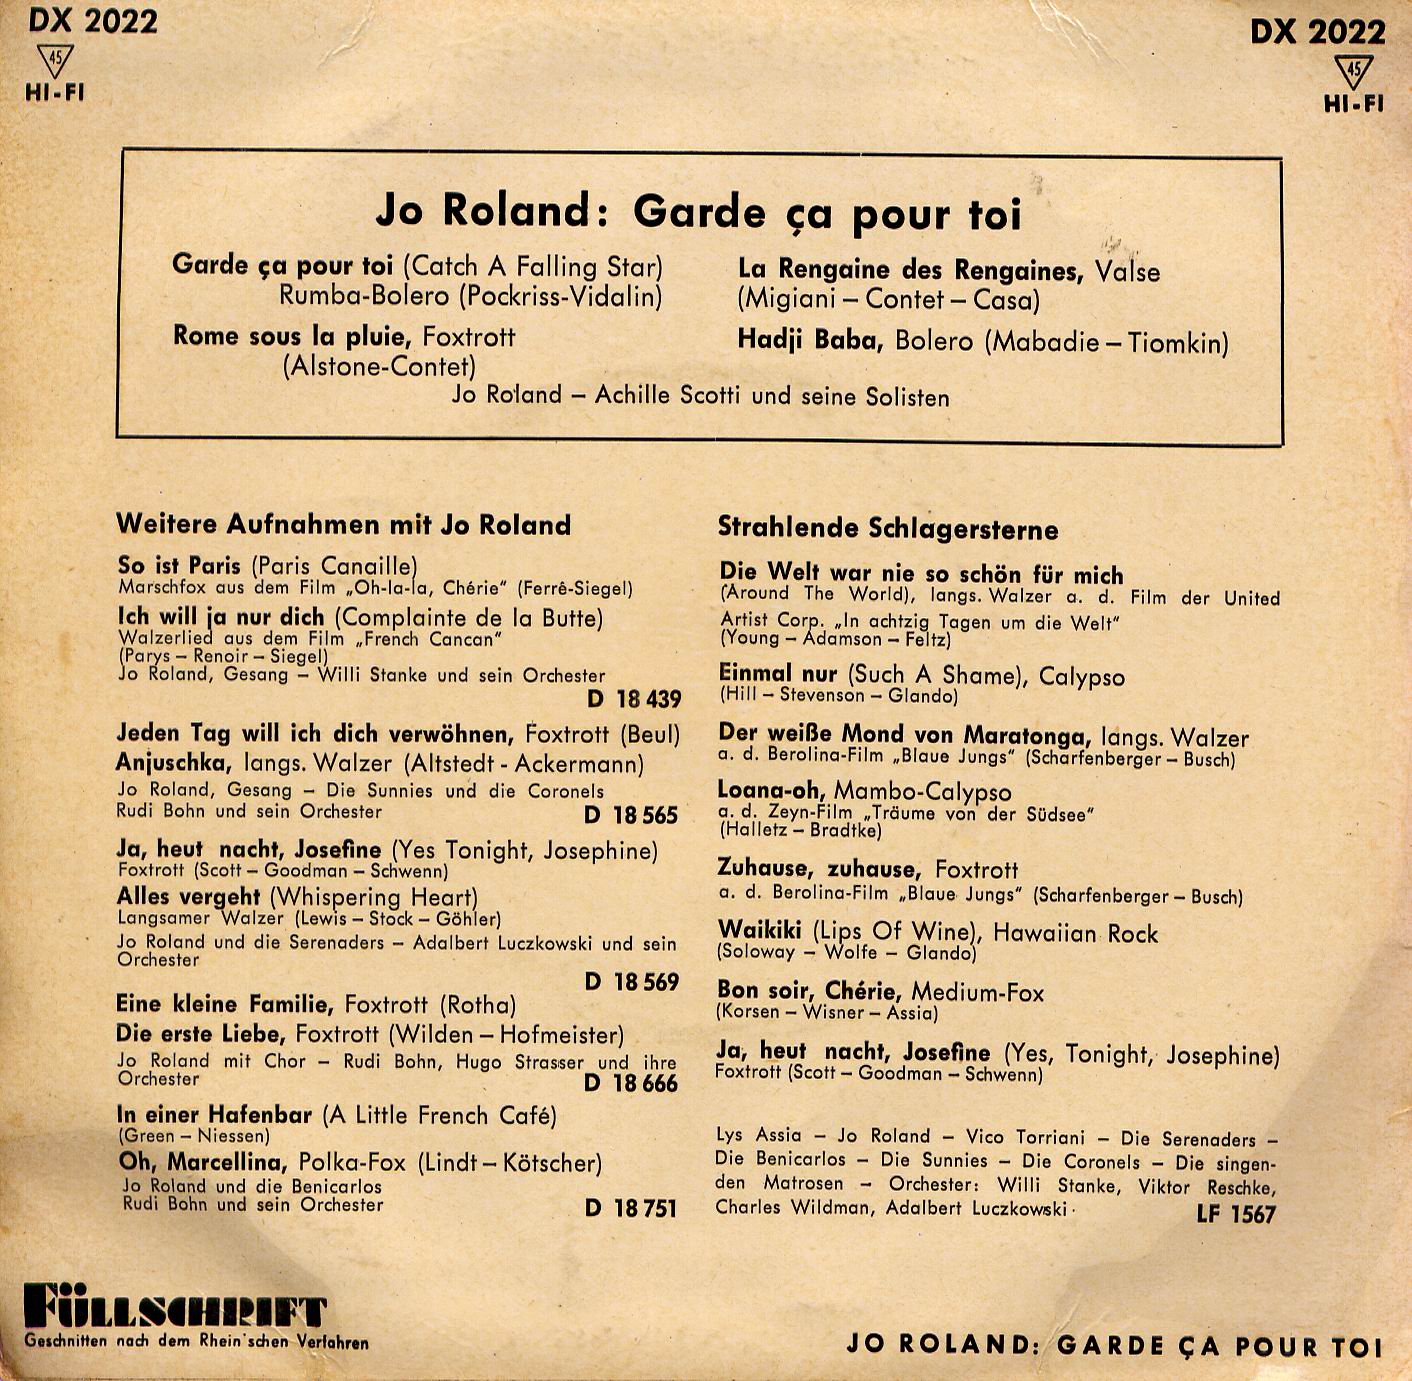 DX 2022
45
HI-FI
DX 2022
45
HI-FI
Jo Roland: Garde ça pour toi
Garde ça pour toi (Catch A Falling Star)
Rumba-Bolero (Pockriss-Vidalin)
Rome sous la pluie, Foxtrott
(Alstone-Contet)
La Rengaine des Rengaines, Valse
(Migiani – Contet – Casa)
Hadji Baba, Bolero (Mabadie – Tiomkin)
Jo Roland – Achille Scotti und seine Solisten
Weitere Aufnahmen mit Jo Roland
So ist Paris (Paris Canaille)
Marschfox aus dem Film „Oh-la-la, Chérie“ (Ferrê-Siegel)
Ich will ja nur dich (Complainte de la Butte)
Walzerlied aus dem Film „French Cancan“
(Parys – Renoir – Siegel)
Jo Roland, Gesang – Willi Stanke und sein Orchester
D 18 439
Jeden Tag will ich dich verwöhnen, Foxtrott (Beul)
Anjuschka, langs. Walzer (Altstedt - Ackermann)
Jo Roland, Gesang – Die Sunnies und die Coronels
Rudi Bohn und sein Orchester D 18 565
Ja, heut nacht, Josefine (Yes Tonight, Josephine)
Foxtrott (Scott – Goodman – Schwenn)
Alles vergeht (Whispering Heart)
Langsamer Walzer (Lewis – Stock – Göhler)
Jo Roland und die Serenaders – Adalbert Luczkowski und sein
Orchester
D 18 569
Eine kleine Familie, Foxtrott (Rotha)
Die erste Liebe, Foxtrott (Wilden – Hofmeister)
Jo Roland mit Chor – Rudi Bohn, Hugo Strasser und ihre
Orchester D 18 666
In einer Hafenbar (A Little French Café)
(Green – Niessen)
Oh, Marcellina, Polka-Fox (Lindt – Kötscher)
Jo Roland und die Benicarlos
Rudi Bohn und sein Orchester D 18 751
Strahlende Schlagersterne
Die Welt war nie so schön für mich
(Around The World), langs. Walzer a. d. Film der United
Artist Corp. „In achtzig Tagen um die Welt“
(Young – Adamson – Feltz)
Einmal nur (Such A Shame), Calypso
(Hill – Stevenson – Glando)
Der weiße Mond von Maratonga, langs. Walzer
a. d. Berolina-Film „Blaue Jungs“ (Scharfenberger – Busch)
Loana-oh, Mambo-Calypso
a. d. Zeyn-Film „Träume von der Südsee“
(Halletz – Bradtke)
Zuhause, zuhause, Foxtrott
a. d. Berolina-Film „Blaue Jungs“ (Scharfenberger – Busch)
Waikiki (Lips Of Wine), Hawaiian Rock
(Soloway – Wolfe – Glando)
Bon soir, Chérie, Medium-Fox
(Korsen – Wisner – Assia)
Ja, heut nacht, Josefine (Yes, Tonight, Josephine)
Foxtrott (Scott – Goodman – Schwenn)
Lys Assia – Jo Roland – Vico Torriani – Die Serenaders –
Die Benicarlos – Die Sunnies – Die Coronels – Die singen-
den Matrosen – Orchester: Willi Stanke, Viktor Reschke,
Charles Wildman, Adalbert Luczkowski · LF 1567
FÜLLSCHRIFT
Geschnitten nach dem Rhein'schen Verfahren
JO ROLAND: GARDE ÇA POUR TOI